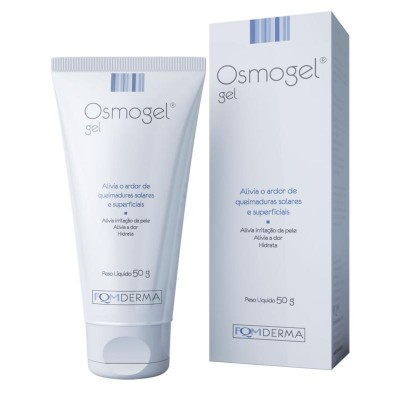 Osmogel®
gel
Alivia o ardor de
queimaduras solares
e superficiais
Alivia irritação da pele
Alivia a dor
Hidrata
Peso Líquido 50 g
FQMDERMA
Osmogel®
gel
Alivia o ardor de
queimaduras solares
e superficiais
Alivia irritação da pele
Alivia a dor
Hidrata
Peso Líquido 50 g
FQMDERMA